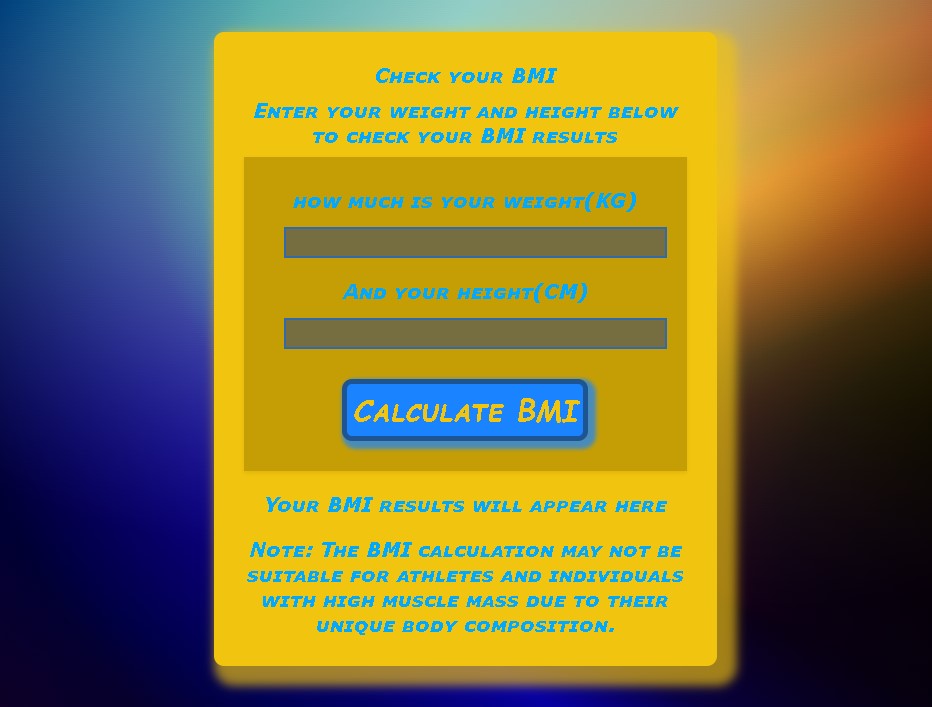 Check your BMI
Enter your weight and height below
to check your BMI results
how much is your weight(KG)
And your height(CM)
Calculate BMI
Your BMI results will appear here
Note: The BMI calculation may not be
suitable for athletes and individuals
with high muscle mass due to their
unique body composition.